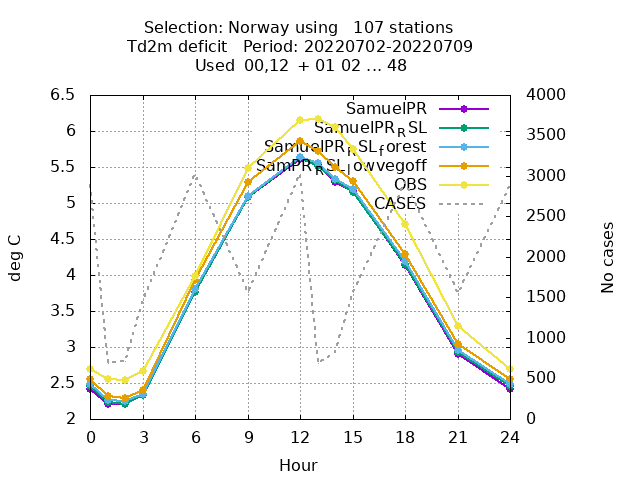 Selection: Norway using   107 stations
Td2m deficit   Period: 20220702-20220709
Used  00,12  + 01 02 ... 48
SamuelPR
SamuelPR_RSL
SamuelPR_RSL_forest
SamPR_RSL_lowvegoff
OBS
CASES
6.5
6
5.5
5
4.5
4
3.5
3
2.5
2
4000
3500
3000
2500
2000
1500
1000
500
0
deg C
No cases
0 3 6 9 12 15 18 21 24
Hour